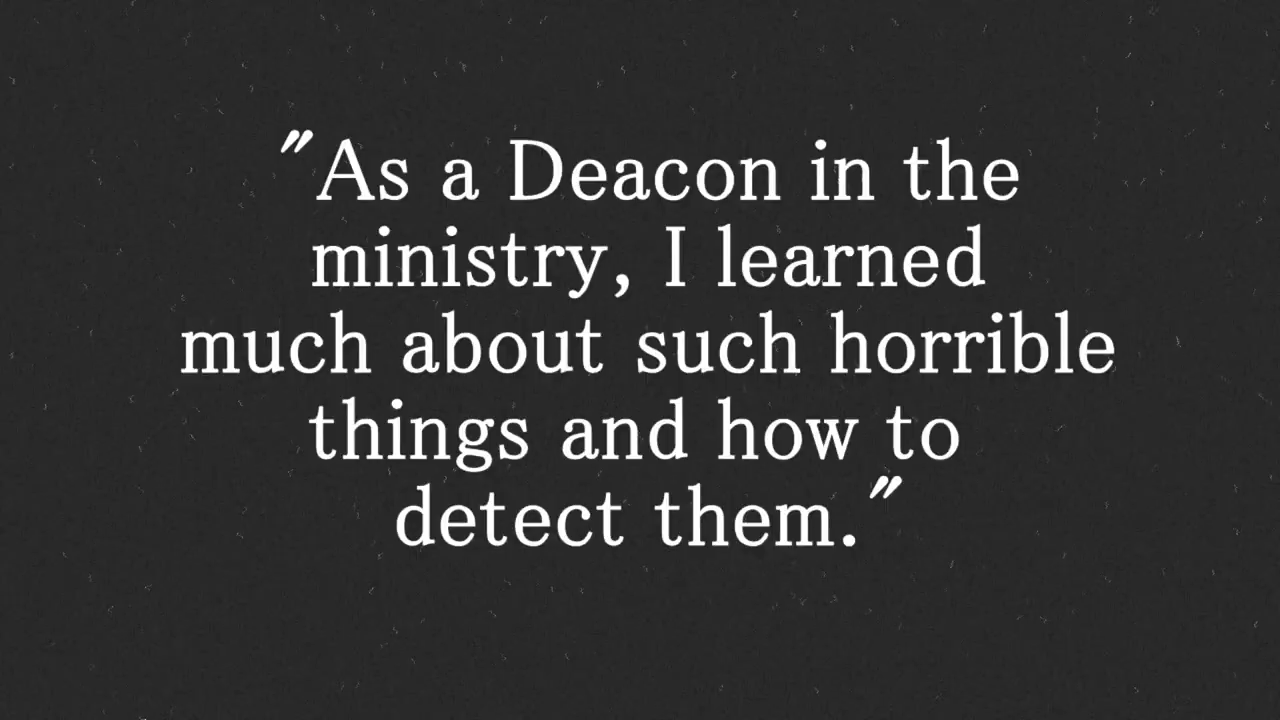 "As a Deacon in the
ministry, I learned
much about such horrible
things and how to
detect them."